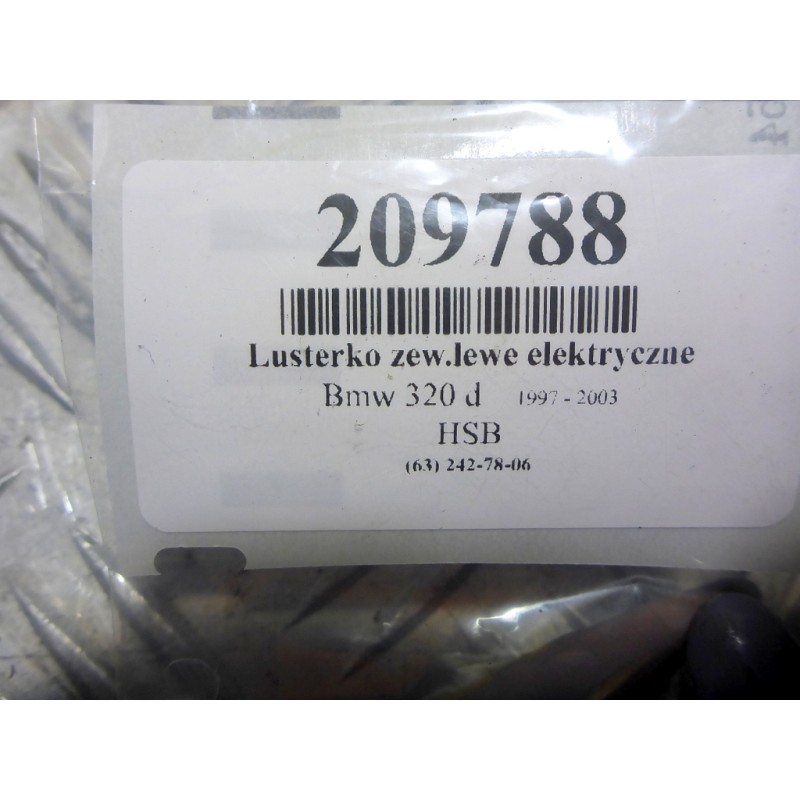 209788
Lusterko zew.lewe elektryczne
Bmw 320 d 1997 - 2003
HSB
(63) 242-78-06